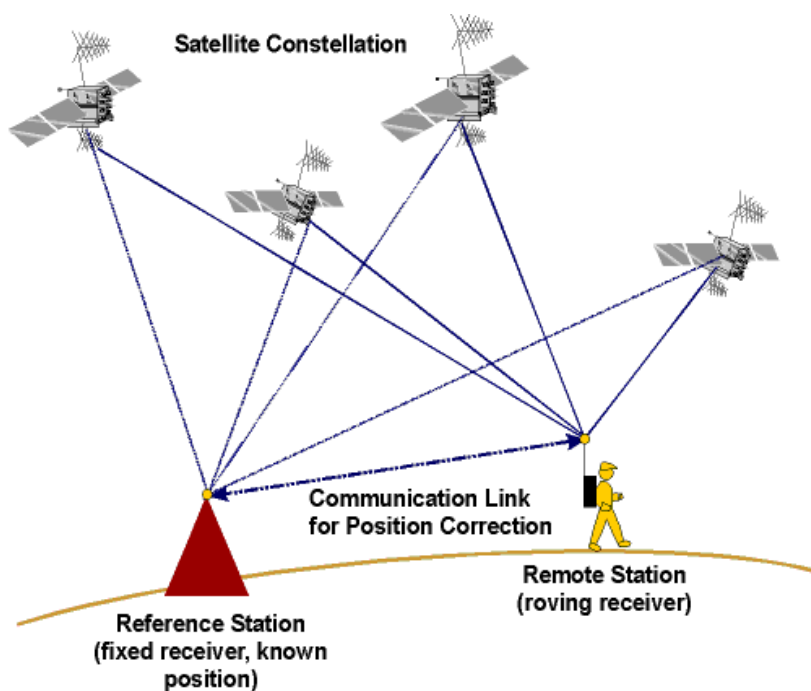 Satellite Constellation
Communication Link
for Position Correction
Remote Station
(roving receiver)
Reference Station
(fixed receiver, known
position)